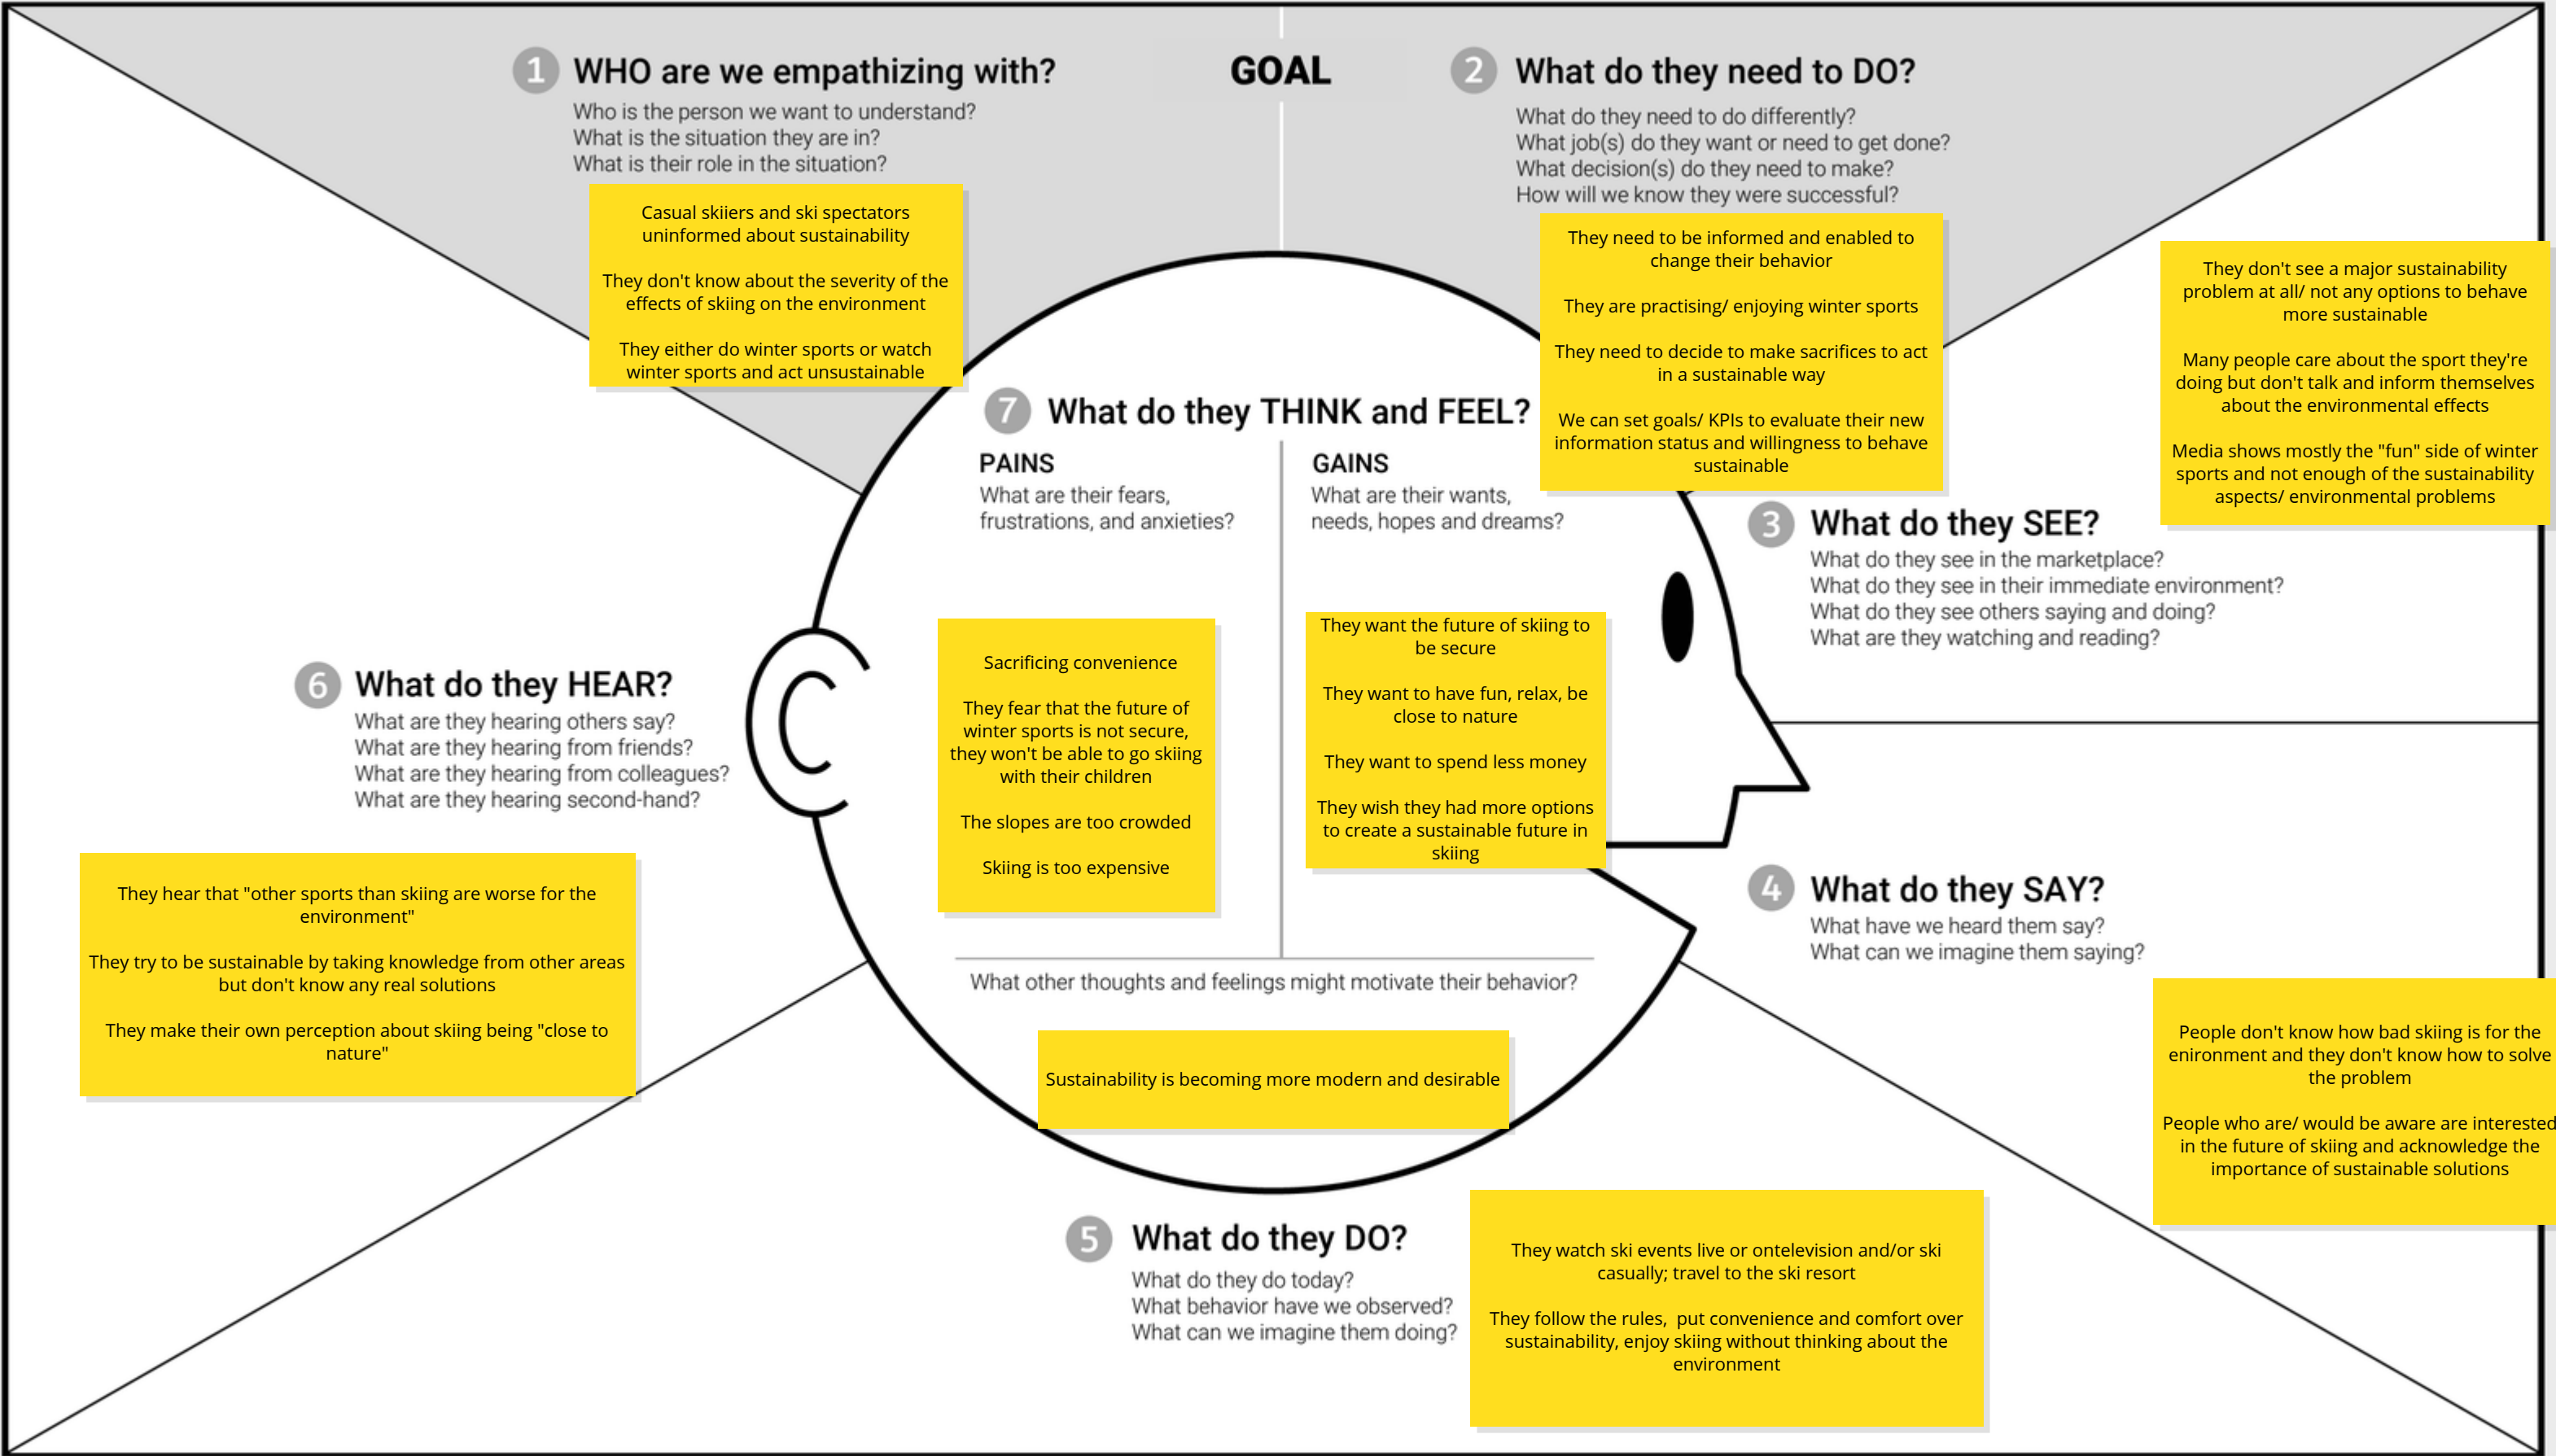 1 WHO are we empathizing with?
Who is the person we want to understand?
What is the situation they are in?
What is their role in the situation?
Casual skiiers and ski spectators
uninformed about sustainability
They don't know about the severity of the
effects of skiing on the environment
They either do winter sports or watch
winter sports and act unsustainable
GOAL
2 What do they need to DO?
What do they need to do differently?
What job(s) do they want or need to get done?
What decision(s) do they need to make?
How will we know they were successful?
They need to be informed and enabled to
change their behavior
They are practising/ enjoying winter sports
They need to decide to make sacrifices to act
in a sustainable way
We can set goals/ KPIs to evaluate their new
information status and willingness to behave
sustainable
They don't see a major sustainability
problem at all/ not any options to behave
more sustainable
Many people care about the sport they're
doing but don't talk and inform themselves
about the environmental effects
Media shows mostly the "fun" side of winter
sports and not enough of the sustainability
aspects/ environmental problems
3 What do they SEE?
What do they see in the marketplace?
What do they see in their immediate environment?
What do they see others saying and doing?
What are they watching and reading?
4 What do they SAY?
What have we heard them say?
What can we imagine them saying?
People don't know how bad skiing is for the
enironment and they don't know how to solve
the problem
People who are/ would be aware are interested
in the future of skiing and acknowledge the
importance of sustainable solutions
5 What do they DO?
What do they do today?
What behavior have we observed?
What can we imagine them doing?
They watch ski events live or ontelevision and/or ski
casually; travel to the ski resort
They follow the rules, put convenience and comfort over
sustainability, enjoy skiing without thinking about the
environment
6 What do they HEAR?
What are they hearing others say?
What are they hearing from friends?
What are they hearing from colleagues?
What are they hearing second-hand?
They hear that "other sports than skiing are worse for the
environment"
They try to be sustainable by taking knowledge from other areas
but don't know any real solutions
They make their own perception about skiing being "close to
nature"
7 What do they THINK and FEEL?
PAINS
What are their fears,
frustrations, and anxieties?
Sacrificing convenience
They fear that the future of
winter sports is not secure,
they won't be able to go skiing
with their children
The slopes are too crowded
Skiing is too expensive
GAINS
What are their wants,
needs, hopes and dreams?
They want the future of skiing to
be secure
They want to have fun, relax, be
close to nature
They want to spend less money
They wish they had more options
to create a sustainable future in
skiing
What other thoughts and feelings might motivate their behavior?
Sustainability is becoming more modern and desirable